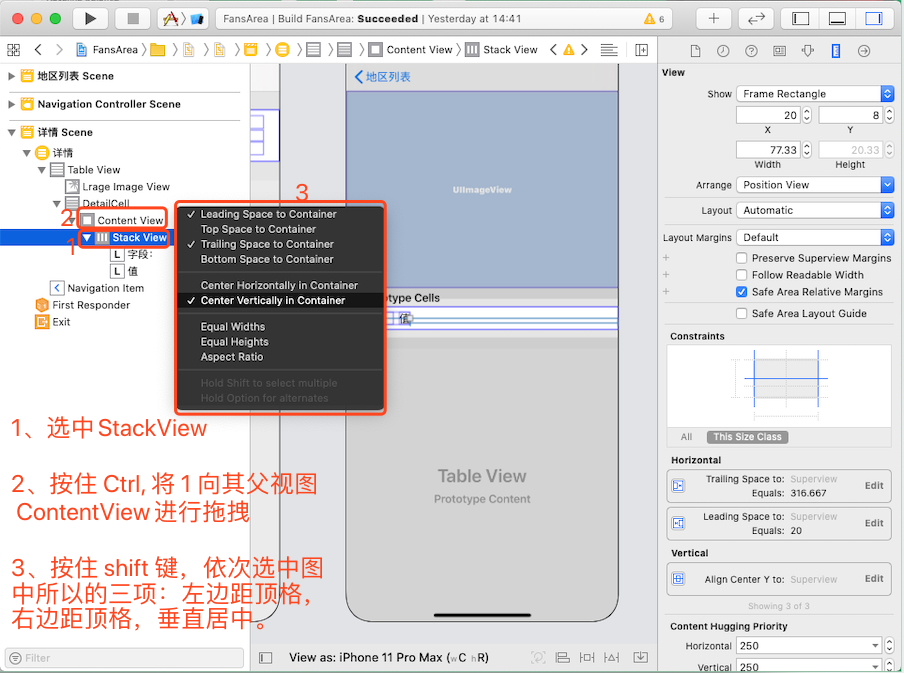 FansArea | Build FansArea: Succeeded | Yesterday at 14:41
6
FansArea
Content View
Stack View
地区列表 Scene
Navigation Controller Scene
详情 Scene
详情
Table View
Lrage Image View
DetailCell
Content View
Stack View
L 字段:
L 值
Navigation Item
First Responder
Exit
1
2
3
✓ Leading Space to Container
Top Space to Container
✓ Trailing Space to Container
Bottom Space to Container
Center Horizontally in Container
✓ Center Vertically in Container
Equal Widths
Equal Heights
Aspect Ratio
Hold Shift to select multiple
Hold Option for alternates
1、选中 StackView
2、按住 Ctrl, 将 1 向其父视图
ContentView 进行拖拽
3、按住 shift 键，依次选中图
中所以的三项：左边距顶格，
右边距顶格，垂直居中。
Filter
地区列表
UIImageView
otype Cells
值
Table View
Prototype Content
View as: iPhone 11 Pro Max (wC hR)
View
Show Frame Rectangle
20 8
X Y
77.33 20.33
Width Height
Arrange Position View
Layout Automatic
Layout Margins Default
Preserve Superview Margins
Follow Readable Width
Safe Area Relative Margins
Safe Area Layout Guide
Constraints
All This Size Class
Horizontal
Trailing Space to: Superview
Equals: 316.667
Edit
Leading Space to: Superview
Equals: 20
Edit
Vertical
Align Center Y to: Superview
Edit
Showing 3 of 3
Content Hugging Priority
Horizontal 250
Vertical 250